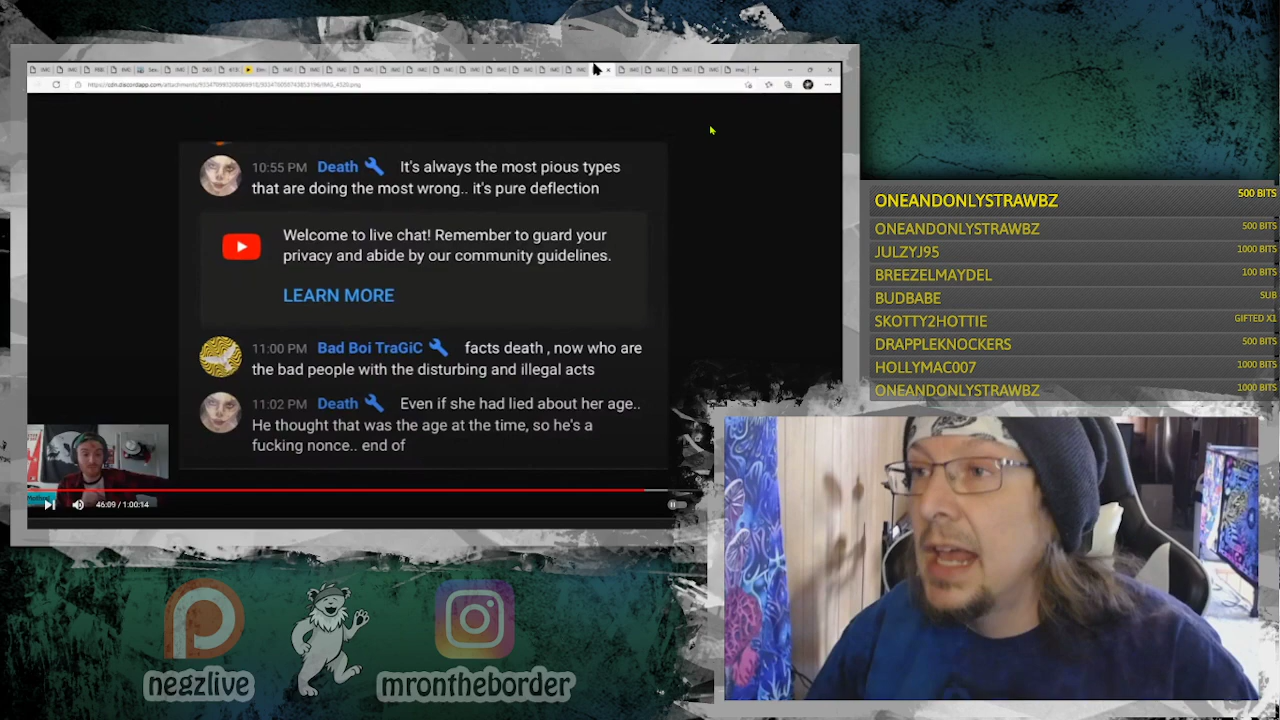 https://cdn.discordapp.com/attachments/
10:55 PM Death It's always the most pious types
that are doing the most wrong.. it's pure deflection
Welcome to live chat! Remember to guard your
privacy and abide by our community guidelines.
LEARN MORE
11:00 PM Bad Boi TraGiC facts death , now who are
the bad people with the disturbing and illegal acts
11:02 PM Death Even if she had lied about her age..
He thought that was the age at the time, so he's a
fucking nonce.. end of
46:09 / 1:00:14
ONEANDONLYSTRAWBZ 500 BITS
ONEANDONLYSTRAWBZ 500 BITS
JULZYJ95 1000 BITS
BREEZELMAYDEL 100 BITS
BUDBABE SUB
SKOTTY2HOTTIE GIFTED X1
DRAPPLEKNOCKERS 500 BITS
HOLLYMAC007 1000 BITS
ONEANDONLYSTRAWBZ 1000 BITS
negzlive
mrontheborder